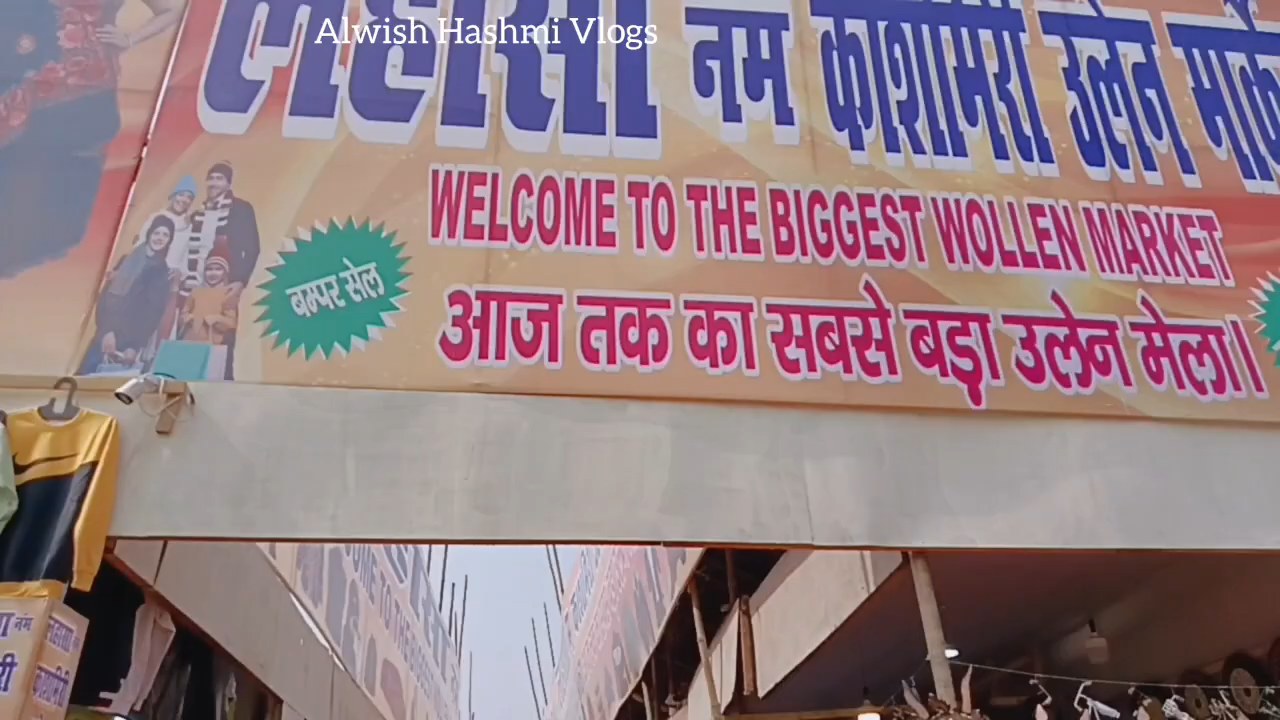 Alwish Hashmi Vlogs
लहासा नम काशमिरी उलेन मार्के
WELCOME TO THE BIGGEST WOLLEN MARKET
बम्पर सेल
आज तक का सबसे बड़ा उलेन मेला।